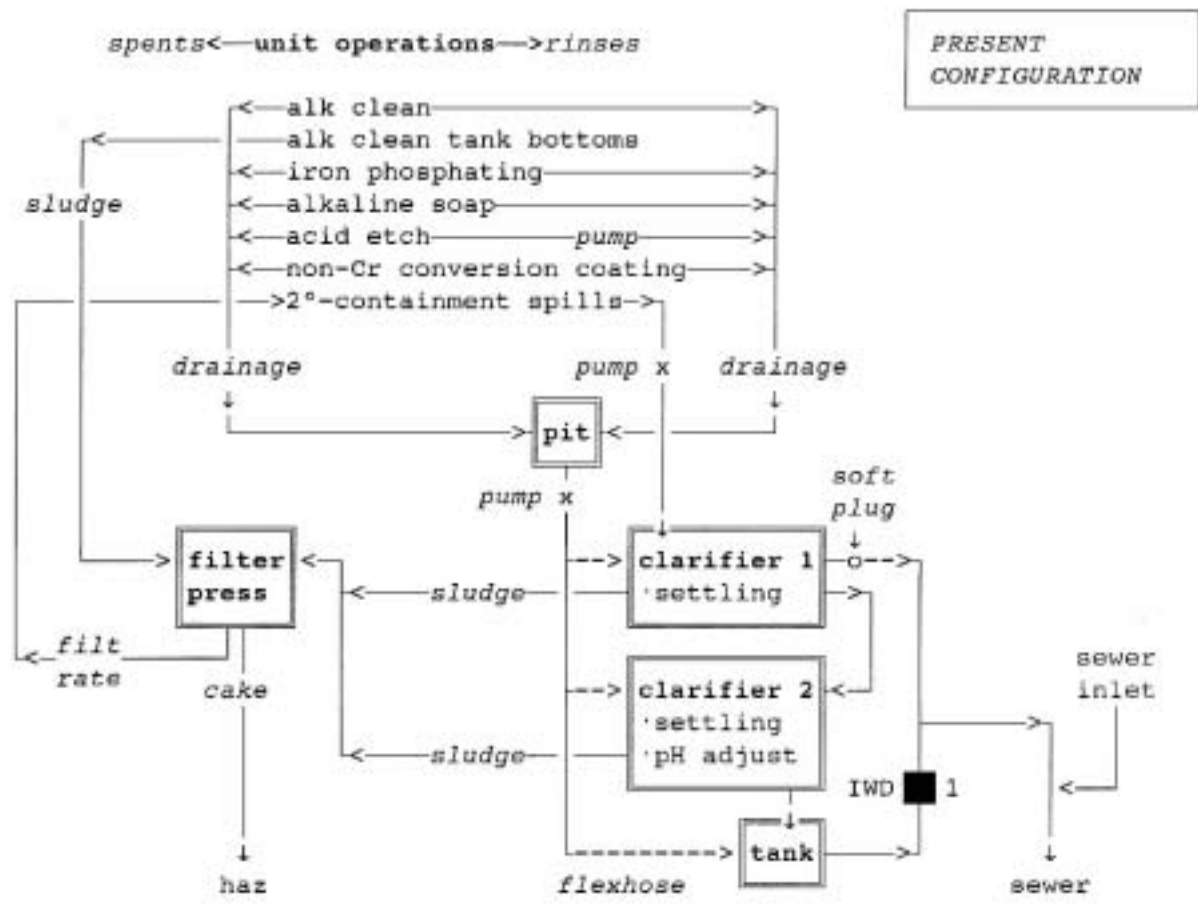 spents<—unit operations—>rinses
PRESENT
CONFIGURATION
alk clean
alk clean tank bottoms
iron phosphating
sludge
alkaline soap
acid etch pump
non-Cr conversion coating
2°-containment spills
drainage pump x drainage
pit
pump x
soft
plug
filter
press
clarifier 1
sludge
·settling
filt
rate
cake
clarifier 2
·settling
sludge
·pH adjust
sewer
inlet
IWD 1
tank
flexhose
haz
sewer